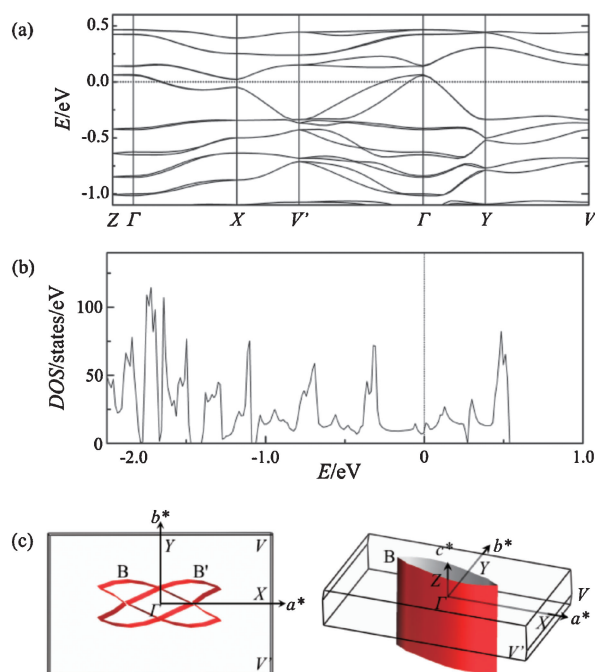 (a)
0.5
0.0
-0.5
-1.0
E/eV
Z Γ X V' Γ Y V
(b)
100
50
0
DOS/states/eV
-2.0 -1.0 0 1.0
E/eV
(c)
b*
Y V
B B'
Γ X a*
V'
B c* b*
Z Y
Γ V
X a*
V'